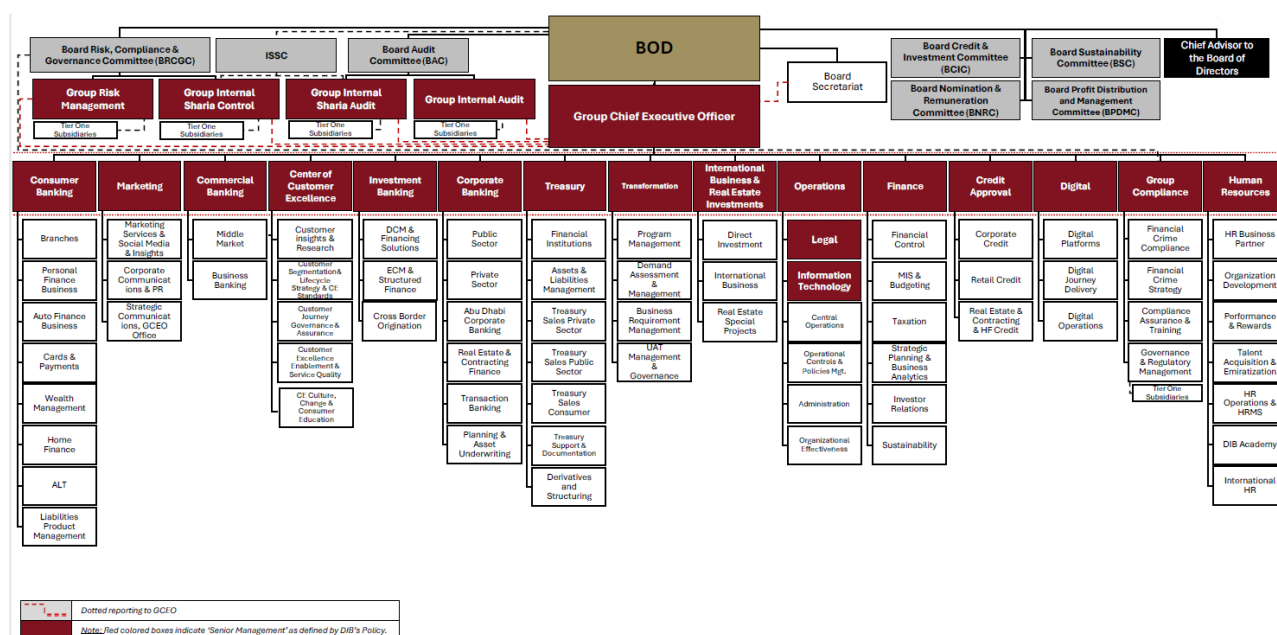 BOD
Board Risk, Compliance &
Governance Committee (BRCGC)
ISSC
Board Audit
Committee (BAC)
Board Credit &
Investment Committee
(BCIC)
Board Sustainability
Committee (BSC)
Chief Advisor to
the Board of
Directors
Board
Secretariat
Board Nomination &
Remuneration
Committee (BNRC)
Board Profit Distribution
and Management
Committee (BPDMC)
Group Risk
Management
Group Internal
Sharia Control
Group Internal
Sharia Audit
Group Internal Audit
Group Chief Executive Officer
Tier One
Subsidiaries
Tier One
Subsidiaries
Tier One
Subsidiaries
Tier One
Subsidiaries
Consumer
Banking
Marketing
Commercial
Banking
Center of
Customer
Excellence
Investment
Banking
Corporate
Banking
Treasury
Transformation
International
Business &
Real Estate
Investments
Operations
Finance
Credit
Approval
Digital
Group
Compliance
Human
Resources
Branches
Personal
Finance
Business
Auto Finance
Business
Cards &
Payments
Wealth
Management
Home
Finance
ALT
Liabilities
Product
Management
Marketing
Services &
Social Media
& Insights
Corporate
Communicat
ions & PR
Strategic
Communicat
ions, GCEO
Office
Middle
Market
Business
Banking
Customer
insights &
Research
Customer
Segmentation&
Lifecycle
Strategy & CE
Standards
Customer
Journey
Governance &
Assurance
Customer
Excellence
Enablement &
Service Quality
CE Culture,
Change &
Consumer
Education
DCM &
Financing
Solutions
ECM &
Structured
Finance
Cross Border
Origination
Public
Sector
Private
Sector
Abu Dhabi
Corporate
Banking
Real Estate &
Contracting
Finance
Transaction
Banking
Planning &
Asset
Underwriting
Financial
Institutions
Assets &
Liabilities
Management
Treasury
Sales Private
Sector
Treasury
Sales Public
Sector
Treasury
Sales
Consumer
Treasury
Support &
Documentation
Derivatives
and
Structuring
Program
Management
Demand
Assessment
&
Management
Business
Requirement
Management
UAT
Management
&
Governance
Direct
Investment
International
Business
Real Estate
Special
Projects
Legal
Information
Technology
Central
Operations
Operational
Controls &
Policies Mgt.
Administration
Organizational
Effectiveness
Financial
Control
MIS &
Budgeting
Taxation
Strategic
Planning &
Business
Analytics
Investor
Relations
Sustainability
Corporate
Credit
Retail Credit
Real Estate &
Contracting
& HF Credit
Digital
Platforms
Digital
Journey
Delivery
Digital
Operations
Financial
Crime
Compliance
Financial
Crime
Strategy
Compliance
Assurance &
Training
Governance
& Regulatory
Management
Tier One
Subsidiaries
HR Business
Partner
Organization
Development
Performance
& Rewards
Talent
Acquisition &
Emiratization
HR
Operations &
HRMS
DIB Academy
International
HR
Dotted reporting to GCEO
Note: Red colored boxes indicate 'Senior Management' as defined by DIB's Policy.